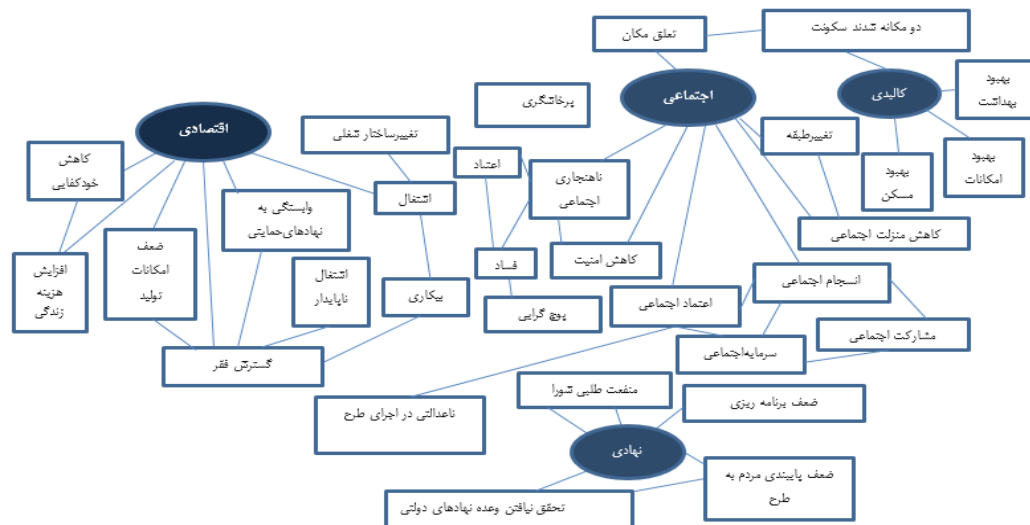 دو مکانه شدند سکونت
تعلق مکان
کالیدی
بهبود
بهداشت
بهبود
امکانات
بهبود
مسکن
اجتماعی
پرخاشگری
تغییرطبقه
کاهش منزلت اجتماعی
ناهنجاری
اجتماعی
اعتیاد
فساد
پوچ گرایی
کاهش امنیت
اعتماد اجتماعی
انسجام اجتماعی
مشارکت اجتماعی
سرمایه‌اجتماعی
ناعدالتی در اجرای طرح
اقتصادی
تغییرساختار شغلی
اشتغال
بیکاری
کاهش
خودکفایی
افزایش
هزینه
زندگی
ضعف
امکانات
تولید
وابستگی به
نهادهای‌حمایتی
اشتغال
ناپایدار
گسترش فقر
نهادی
منفعت طلبی شورا
ضعف برنامه ریزی
ضعف پایبندی مردم به
طرح
تحقق نیافتن وعده نهادهای دولتی